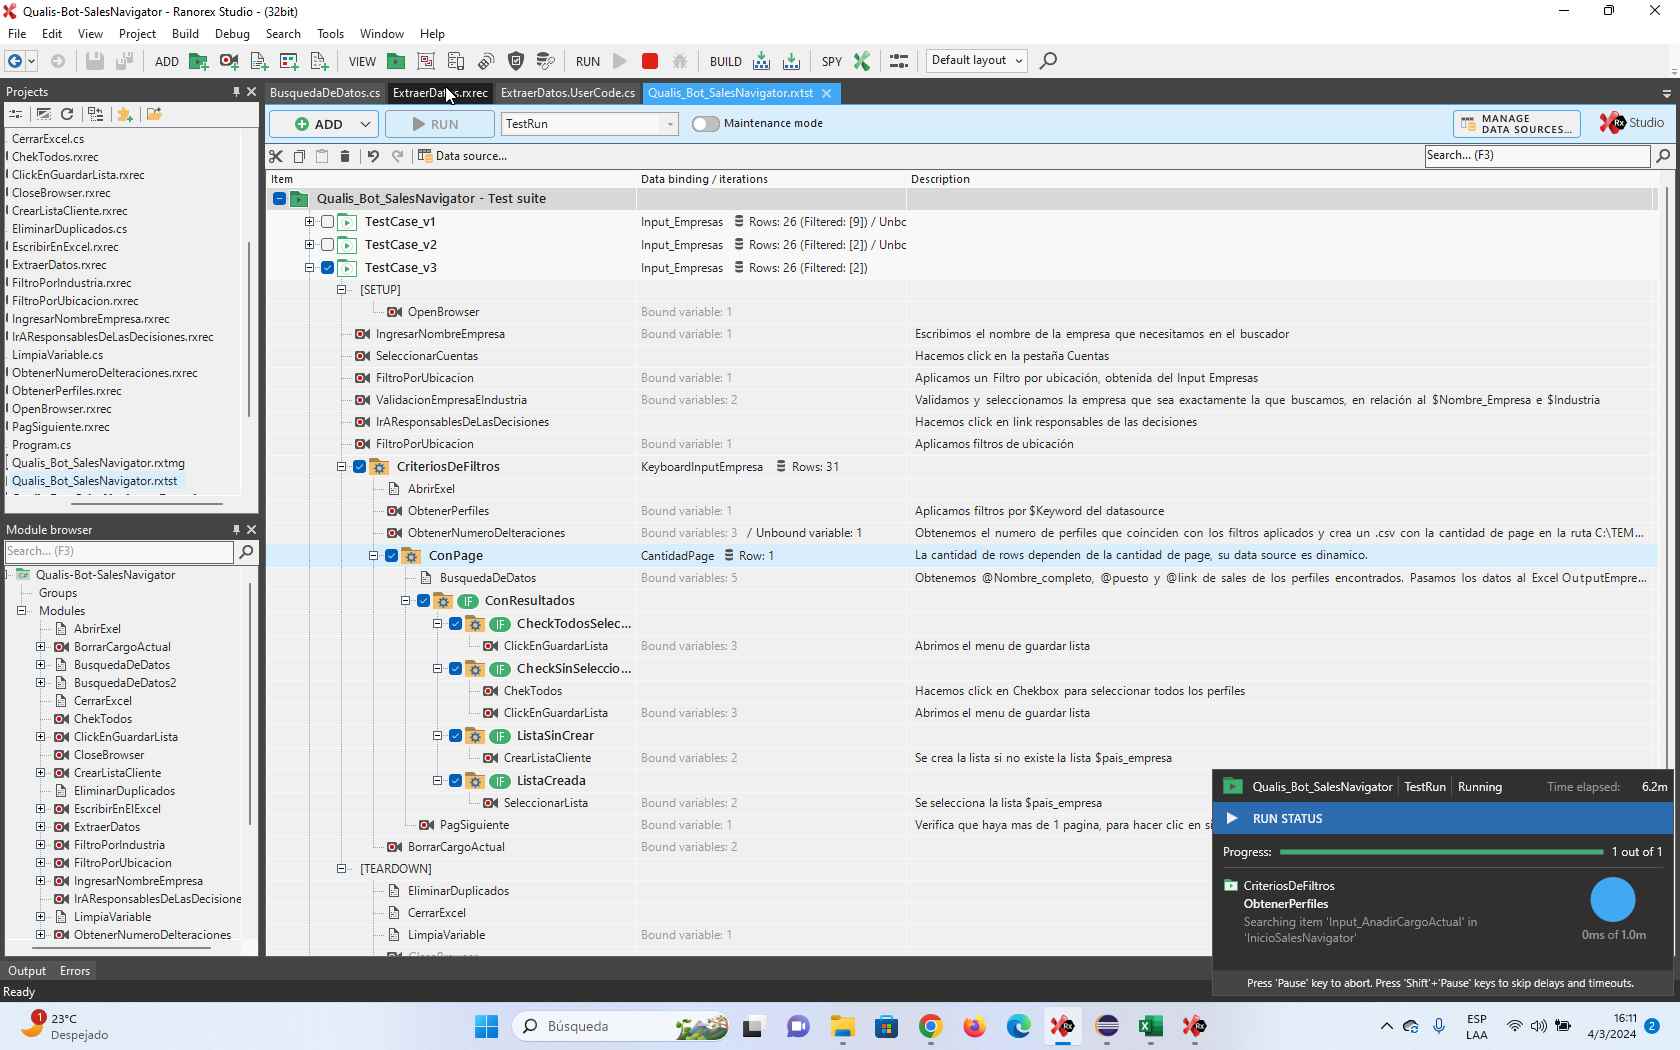 Qualis-Bot-SalesNavigator - Ranorex Studio - (32bit)
File Edit View Project Build Debug Search Tools Window Help
ADD VIEW RUN BUILD SPY Default layout
Projects
BusquedaDeDatos.cs ExtraerDatos.rxrec ExtraerDatos.UserCode.cs Qualis_Bot_SalesNavigator.rxtst
ADD RUN TestRun Maintenance mode MANAGE DATA SOURCES... Rx Studio
Data source... Search... (F3)
Item Data binding / iterations Description
CerrarExcel.cs
ChekTodos.rxrec
ClickEnGuardarLista.rxrec
CloseBrowser.rxrec
CrearListaCliente.rxrec
EliminarDuplicados.cs
EscribirEnExcel.rxrec
ExtraerDatos.rxrec
FiltroPorIndustria.rxrec
FiltroPorUbicacion.rxrec
IngresarNombreEmpresa.rxrec
IrAResponsablesDeLasDecisiones.rxrec
LimpiaVariable.cs
ObtenerNumeroDeIteraciones.rxrec
ObtenerPerfiles.rxrec
OpenBrowser.rxrec
PagSiguiente.rxrec
Program.cs
Qualis_Bot_SalesNavigator.rxtmg
Qualis_Bot_SalesNavigator.rxtst
Module browser
Search... (F3)
Qualis-Bot-SalesNavigator
Groups
Modules
AbrirExel
BorrarCargoActual
BusquedaDeDatos
BusquedaDeDatos2
CerrarExcel
ChekTodos
ClickEnGuardarLista
CloseBrowser
CrearListaCliente
EliminarDuplicados
EscribirEnElExcel
ExtraerDatos
FiltroPorIndustria
FiltroPorUbicacion
IngresarNombreEmpresa
IrAResponsablesDeLasDecisione
LimpiaVariable
ObtenerNumeroDeIteraciones
Qualis_Bot_SalesNavigator - Test suite
TestCase_v1 Input_Empresas Rows: 26 (Filtered: [9]) / Unbc
TestCase_v2 Input_Empresas Rows: 26 (Filtered: [2]) / Unbc
TestCase_v3 Input_Empresas Rows: 26 (Filtered: [2])
[SETUP]
OpenBrowser Bound variable: 1
IngresarNombreEmpresa Bound variable: 1 Escribimos el nombre de la empresa que necesitamos en el buscador
SeleccionarCuentas Hacemos click en la pestaña Cuentas
FiltroPorUbicacion Bound variable: 1 Aplicamos un Filtro por ubicación, obtenida del Input Empresas
ValidacionEmpresaEIndustria Bound variables: 2 Validamos y seleccionamos la empresa que sea exactamente la que buscamos, en relación al $Nombre_Empresa e $Industria
IrAResponsablesDeLasDecisiones Hacemos click en link responsables de las decisiones
FiltroPorUbicacion Bound variable: 1 Aplicamos filtros de ubicación
CriteriosDeFiltros KeyboardInputEmpresa Rows: 31
AbrirExel
ObtenerPerfiles Bound variable: 1 Aplicamos filtros por $Keyword del datasource
ObtenerNumeroDeIteraciones Bound variables: 3 / Unbound variable: 1 Obtenemos el numero de perfiles que coinciden con los filtros aplicados y crea un .csv con la cantidad de page en la ruta C:\TEM...
ConPage CantidadPage Row: 1 La cantidad de rows dependen de la cantidad de page, su data source es dinamico.
BusquedaDeDatos Bound variables: 5 Obtenemos @Nombre_completo, @puesto y @link de sales de los perfiles encontrados. Pasamos los datos al Excel OutputEmpre...
IF ConResultados
IF CheckTodosSelec...
ClickEnGuardarLista Bound variables: 3 Abrimos el menu de guardar lista
IF CheckSinSeleccio...
ChekTodos Hacemos click en Chekbox para seleccionar todos los perfiles
ClickEnGuardarLista Bound variables: 3 Abrimos el menu de guardar lista
IF ListaSinCrear
CrearListaCliente Bound variables: 2 Se crea la lista si no existe la lista $pais_empresa
IF ListaCreada
SeleccionarLista Bound variables: 2 Se selecciona la lista $pais_empresa
PagSiguiente Bound variable: 1 Verifica que haya mas de 1 pagina, para hacer clic en si
BorrarCargoActual Bound variables: 2
[TEARDOWN]
EliminarDuplicados
CerrarExcel
LimpiaVariable Bound variable: 1
Qualis_Bot_SalesNavigator TestRun Running Time elapsed: 6.2m
RUN STATUS
Progress: 1 out of 1
CriteriosDeFiltros
ObtenerPerfiles
Searching item 'Input_AnadirCargoActual' in
'InicioSalesNavigator'
0ms of 1.0m
Press 'Pause' key to abort. Press 'Shift'+'Pause' keys to skip delays and timeouts.
Output Errors
Ready
1 23°C
Despejado
Búsqueda
ESP
LAA
16:11
4/3/2024
2